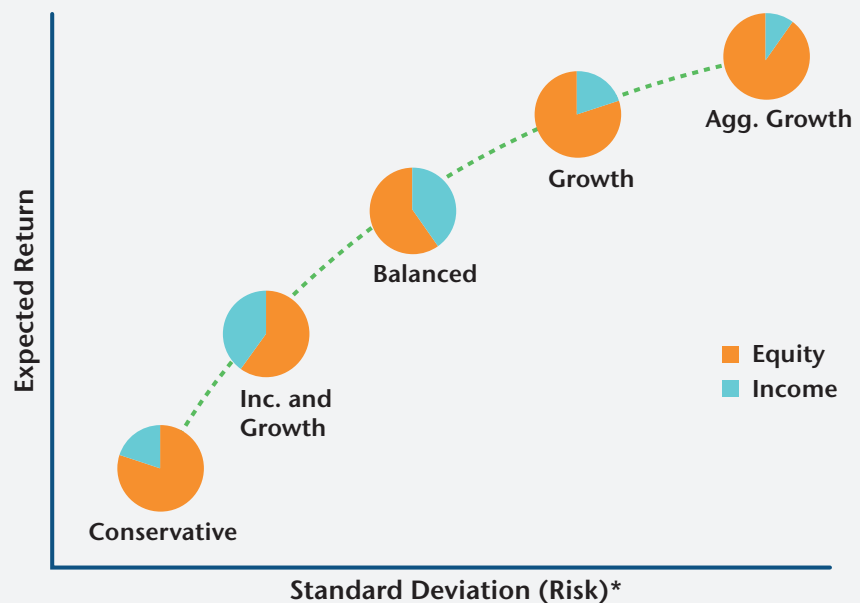 Expected Return
Agg. Growth
Growth
Balanced
Equity
Income
Inc. and
Growth
Conservative
Standard Deviation (Risk)*